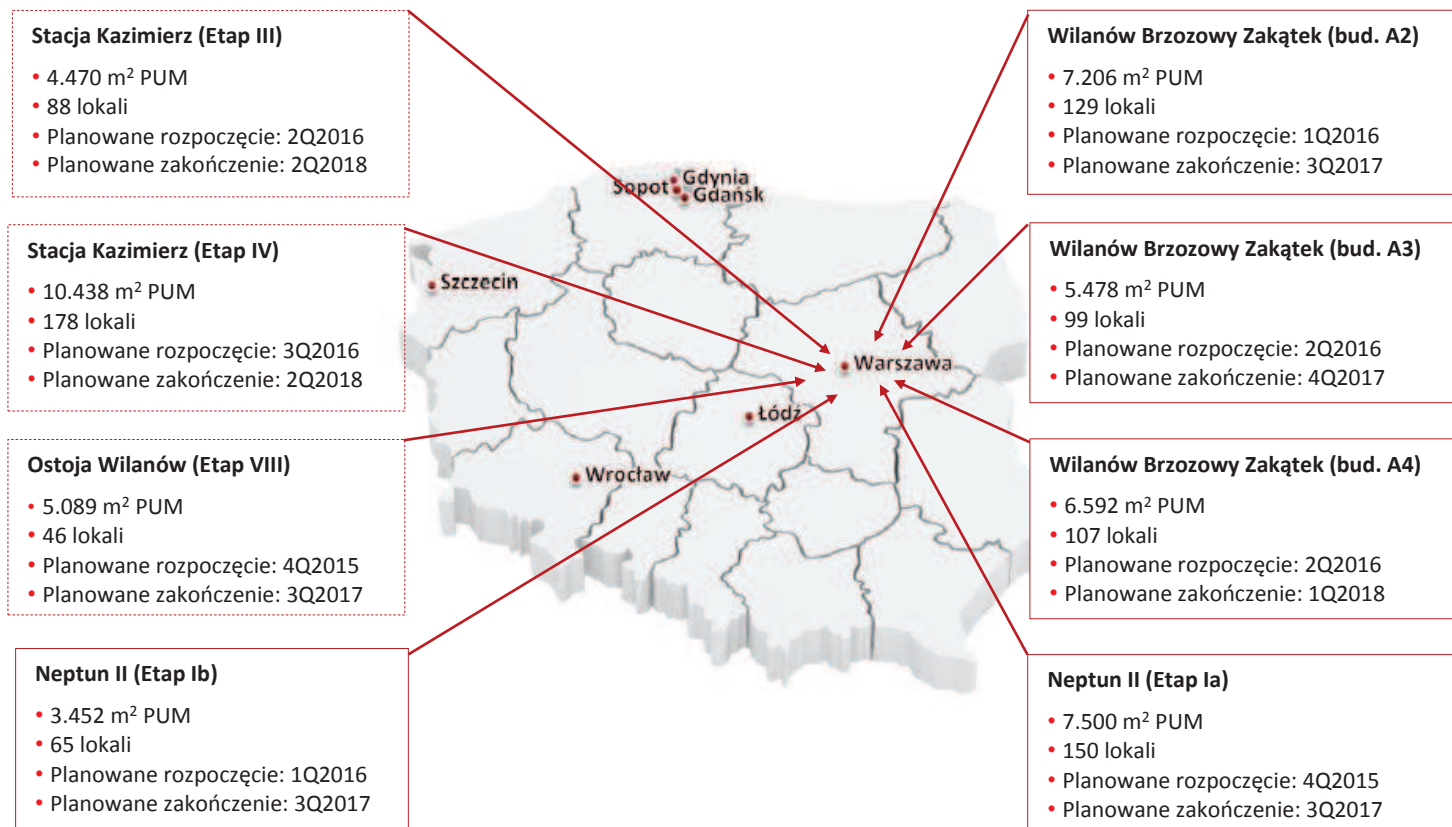 Stacja Kazimierz (Etap III)
• 4.470 m² PUM
• 88 lokali
• Planowane rozpoczęcie: 2Q2016
• Planowane zakończenie: 2Q2018
Stacja Kazimierz (Etap IV)
• 10.438 m² PUM
• 178 lokali
• Planowane rozpoczęcie: 3Q2016
• Planowane zakończenie: 2Q2018
Ostoja Wilanów (Etap VIII)
• 5.089 m² PUM
• 46 lokali
• Planowane rozpoczęcie: 4Q2015
• Planowane zakończenie: 3Q2017
Neptun II (Etap Ib)
• 3.452 m² PUM
• 65 lokali
• Planowane rozpoczęcie: 1Q2016
• Planowane zakończenie: 3Q2017
Gdynia
Sopot
Gdańsk
Szczecin
Warszawa
Łódź
Wrocław
Wilanów Brzozowy Zakątek (bud. A2)
• 7.206 m² PUM
• 129 lokali
• Planowane rozpoczęcie: 1Q2016
• Planowane zakończenie: 3Q2017
Wilanów Brzozowy Zakątek (bud. A3)
• 5.478 m² PUM
• 99 lokali
• Planowane rozpoczęcie: 2Q2016
• Planowane zakończenie: 4Q2017
Wilanów Brzozowy Zakątek (bud. A4)
• 6.592 m² PUM
• 107 lokali
• Planowane rozpoczęcie: 2Q2016
• Planowane zakończenie: 1Q2018
Neptun II (Etap Ia)
• 7.500 m² PUM
• 150 lokali
• Planowane rozpoczęcie: 4Q2015
• Planowane zakończenie: 3Q2017